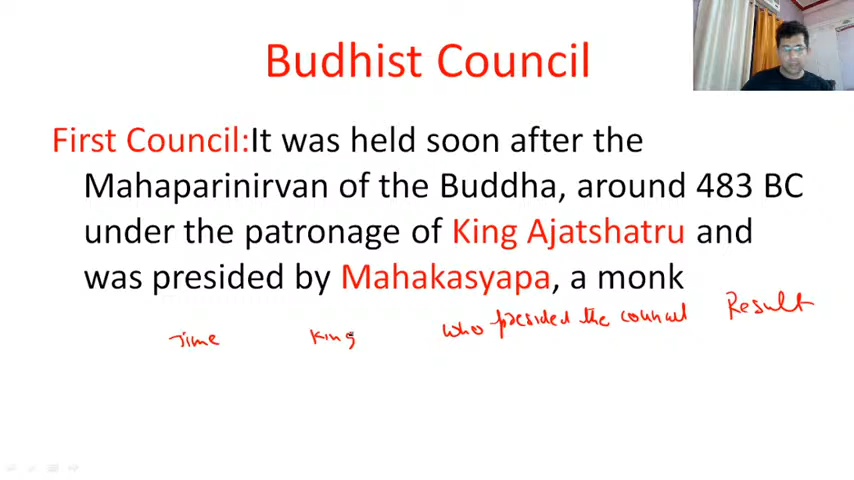 Budhist Council
First Council:It was held soon after the
Mahaparinirvan of the Buddha, around 483 BC
under the patronage of King Ajatshatru and
was presided by Mahakasyapa, a monk
Time King who presided the council Result